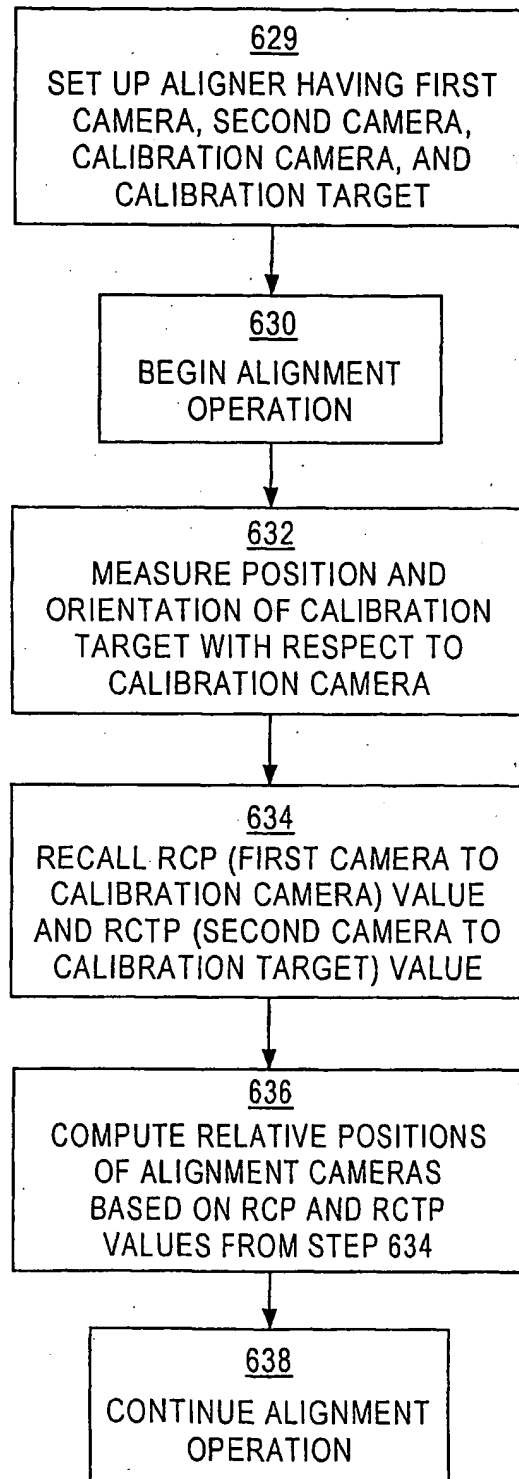 629
SET UP ALIGNER HAVING FIRST
CAMERA, SECOND CAMERA,
CALIBRATION CAMERA, AND
CALIBRATION TARGET
630
BEGIN ALIGNMENT
OPERATION
632
MEASURE POSITION AND
ORIENTATION OF CALIBRATION
TARGET WITH RESPECT TO
CALIBRATION CAMERA
634
RECALL RCP (FIRST CAMERA TO
CALIBRATION CAMERA) VALUE
AND RCTP (SECOND CAMERA TO
CALIBRATION TARGET) VALUE
636
COMPUTE RELATIVE POSITIONS
OF ALIGNMENT CAMERAS
BASED ON RCP AND RCTP
VALUES FROM STEP 634
638
CONTINUE ALIGNMENT
OPERATION